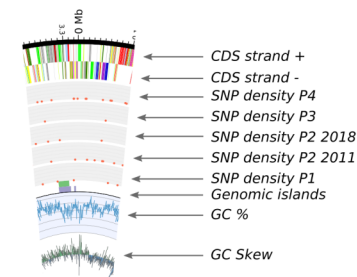 3.3
0 Mb
CDS strand +
CDS strand -
SNP density P4
SNP density P3
SNP density P2 2018
SNP density P2 2011
SNP density P1
Genomic islands
GC %
GC Skew